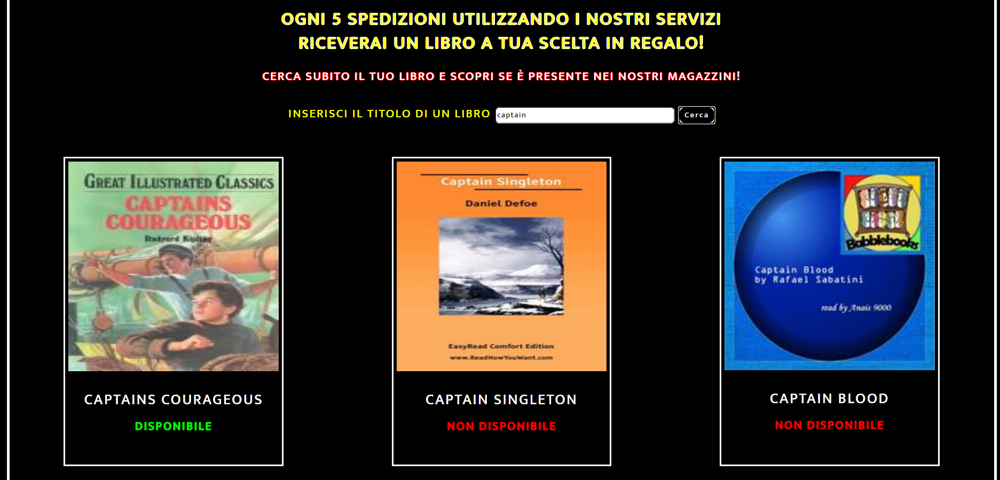 OGNI 5 SPEDIZIONI UTILIZZANDO I NOSTRI SERVIZI
RICEVERAI UN LIBRO A TUA SCELTA IN REGALO!
CERCA SUBITO IL TUO LIBRO E SCOPRI SE È PRESENTE NEI NOSTRI MAGAZZINI!
INSERISCI IL TITOLO DI UN LIBRO captain Cerca
GREAT ILLUSTRATED CLASSICS
CAPTAINS
COURAGEOUS
Rudyard Kipling
CAPTAINS COURAGEOUS
DISPONIBILE
Captain Singleton
Daniel Defoe
EasyRead Comfort Edition
www.ReadHowYouWant.com
CAPTAIN SINGLETON
NON DISPONIBILE
Babblebooks
Captain Blood
by Rafael Sabatini
read by Anais 9000
CAPTAIN BLOOD
NON DISPONIBILE